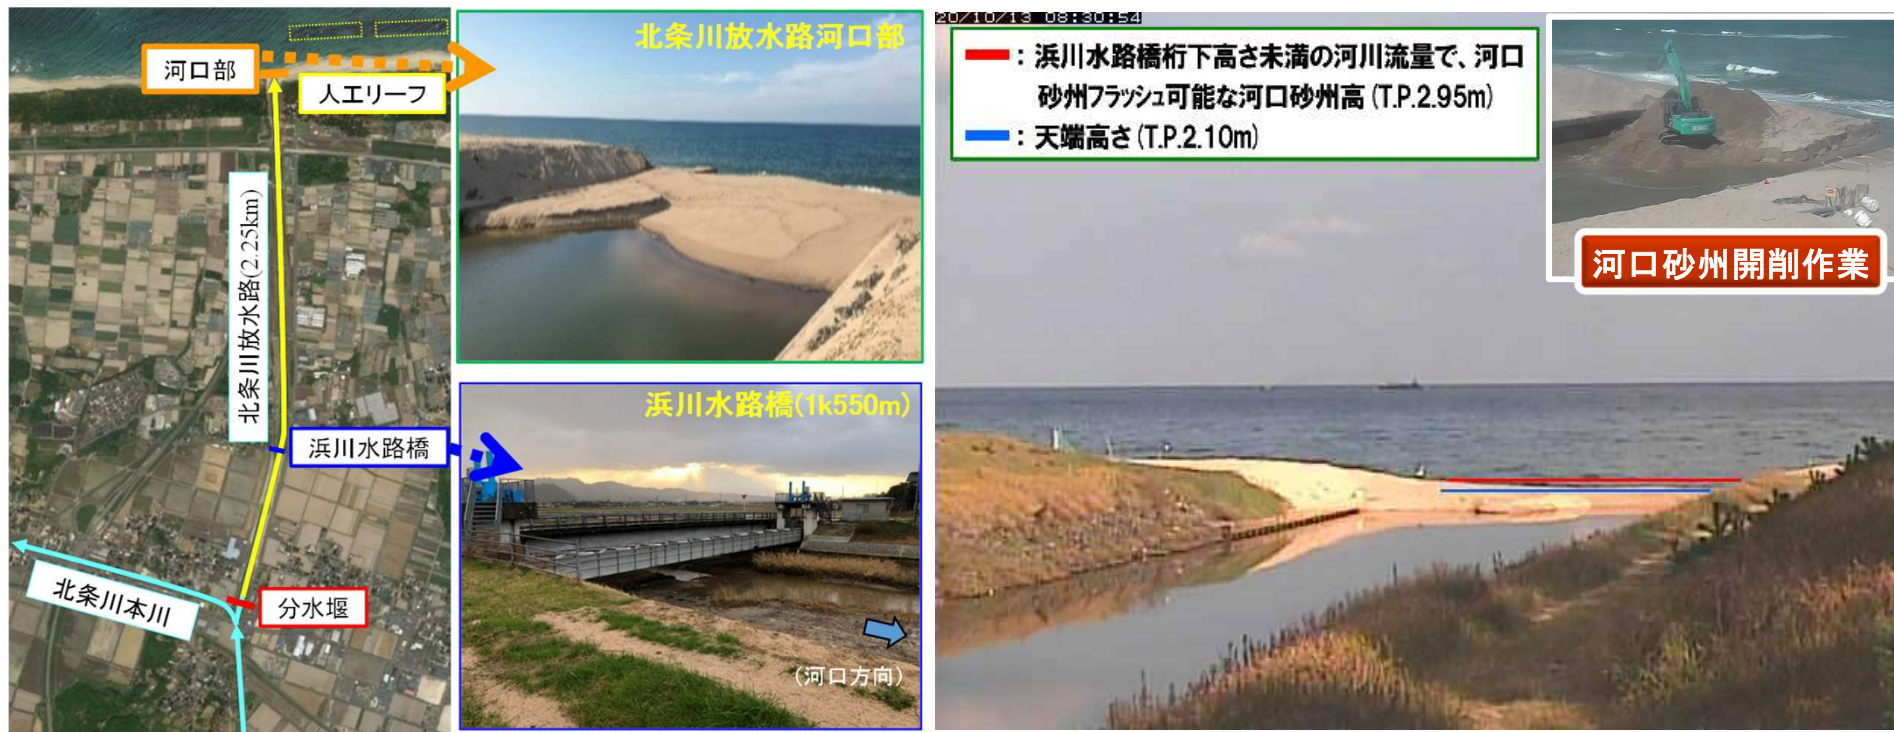 河口部
人工リーフ
北条川放水路(2.25km)
浜川水路橋
北条川本川
分水堰
北条川放水路河口部
浜川水路橋(1k550m)
(河口方向)
20/10/13 08:30:54
：浜川水路橋桁下高さ未満の河川流量で、河口
砂州フラッシュ可能な河口砂州高(T.P.2.95m)
：天端高さ(T.P.2.10m)
河口砂州開削作業